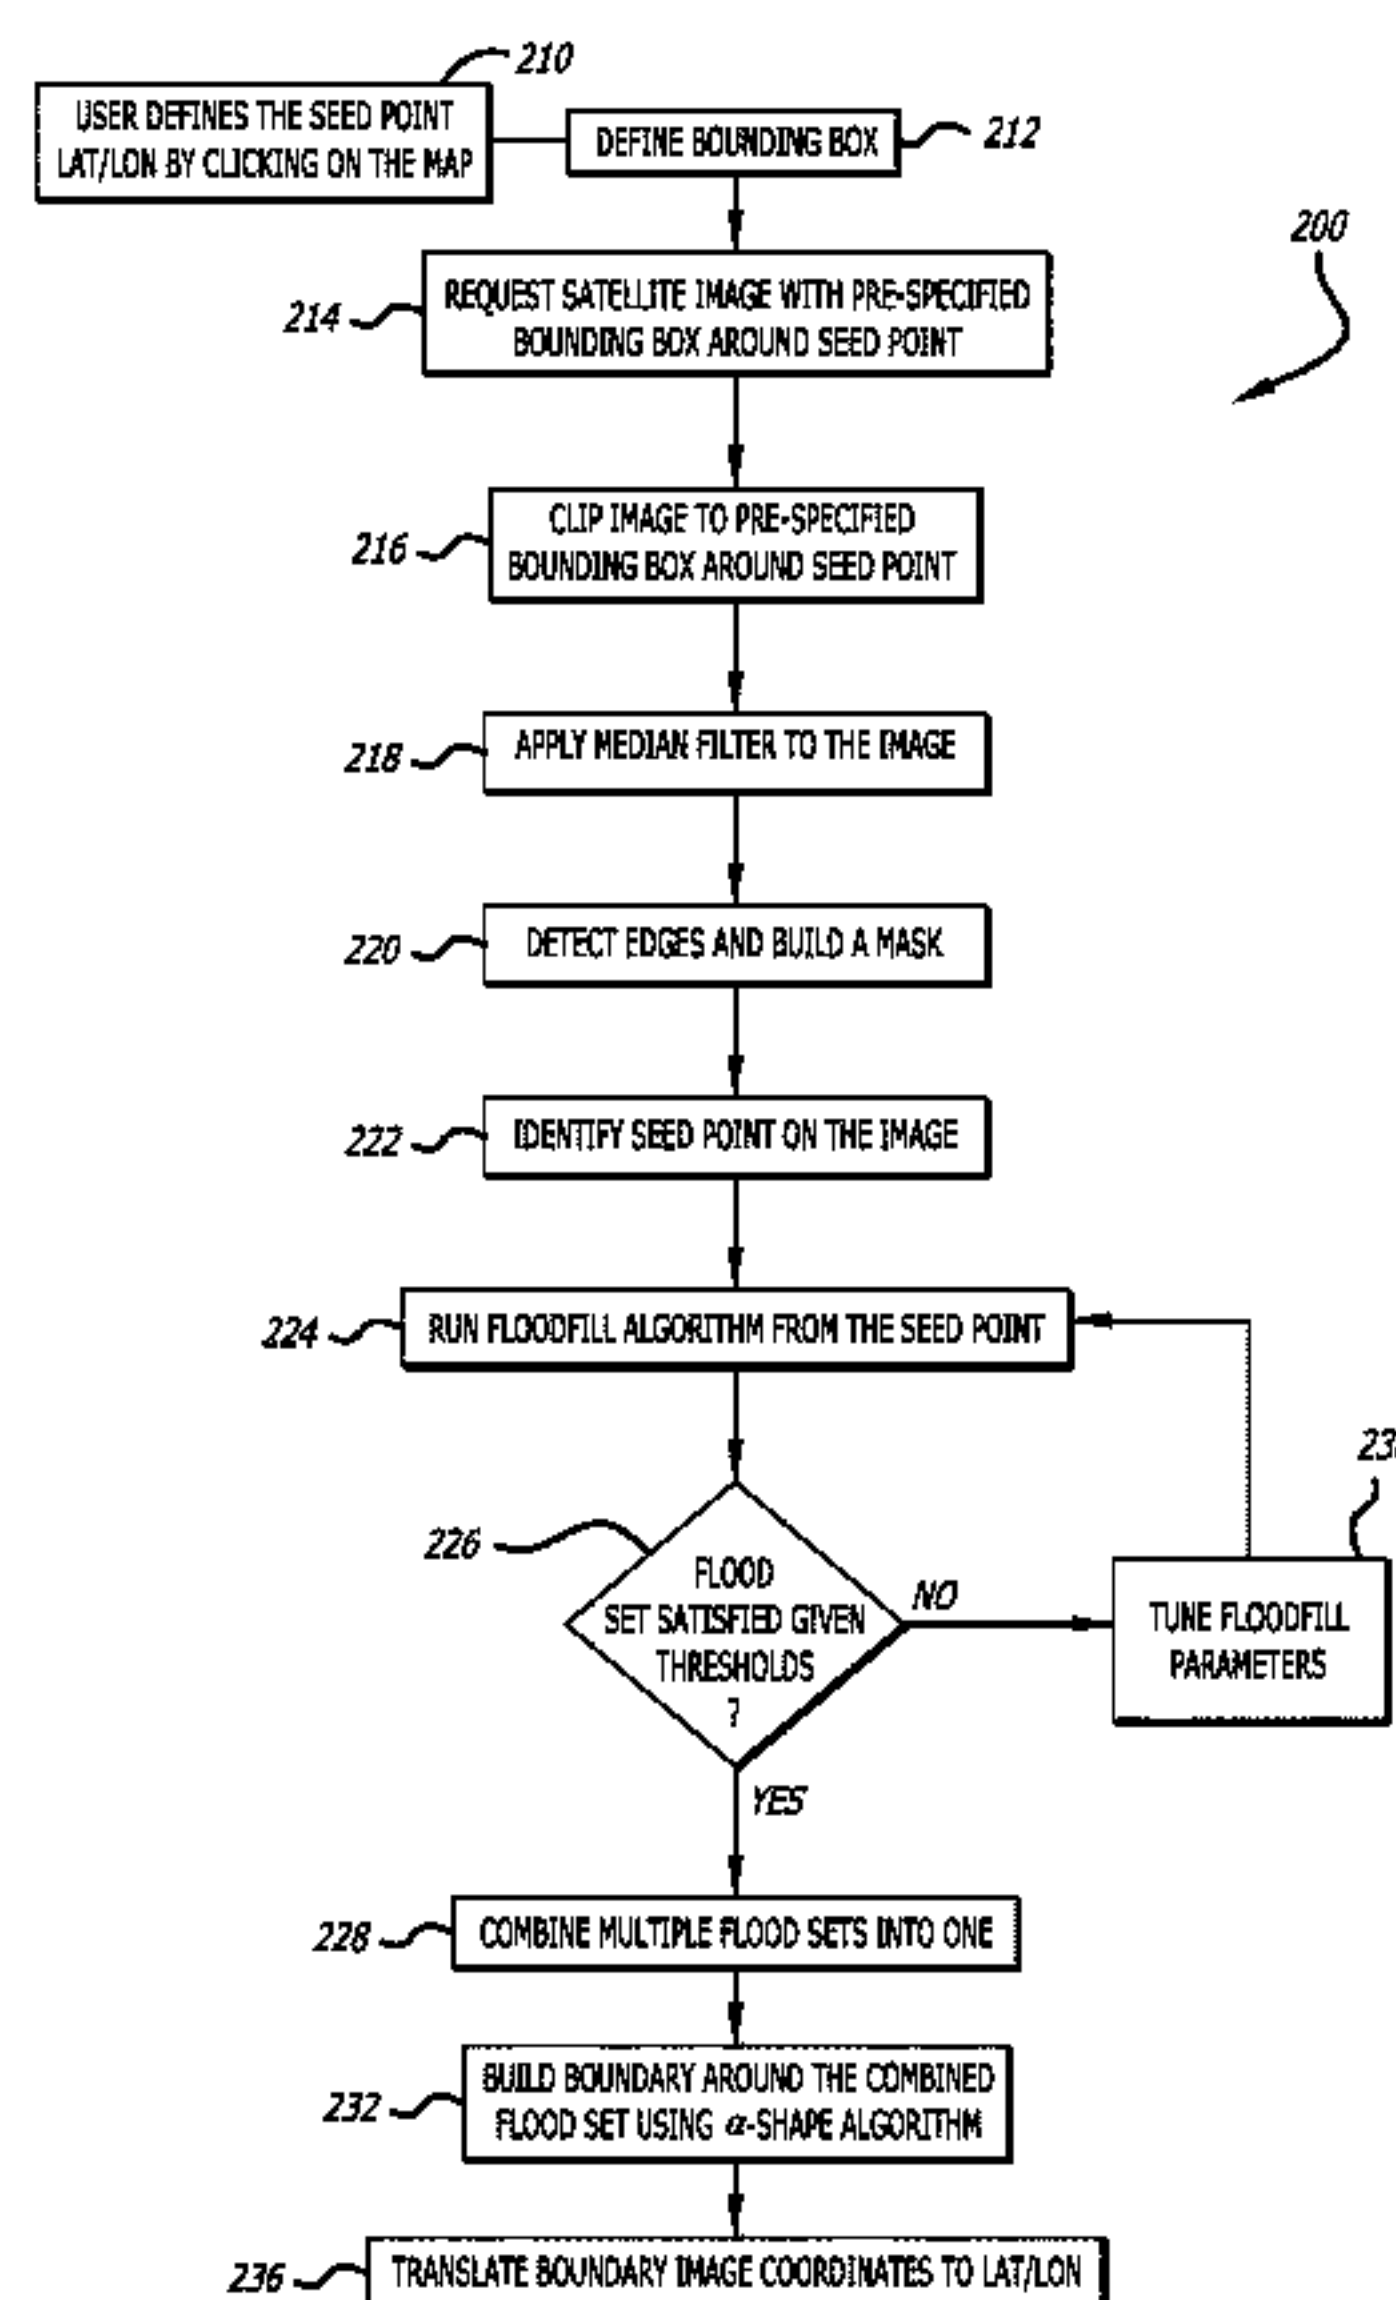 210
USER DEFINES THE SEED POINT
LAT/LON BY CLICKING ON THE MAP
DEFINE BOUNDING BOX
212
200
214
REQUEST SATELLITE IMAGE WITH PRE-SPECIFIED
BOUNDING BOX AROUND SEED POINT
216
CLIP IMAGE TO PRE-SPECIFIED
BOUNDING BOX AROUND SEED POINT
218
APPLY MEDIAN FILTER TO THE IMAGE
220
DETECT EDGES AND BUILD A MASK
222
IDENTIFY SEED POINT ON THE IMAGE
224
RUN FLOODFILL ALGORITHM FROM THE SEED POINT
226
FLOOD
SET SATISFIED GIVEN
THRESHOLDS
?
NO
TUNE FLOODFILL
PARAMETERS
YES
228
COMBINE MULTIPLE FLOOD SETS INTO ONE
232
BUILD BOUNDARY AROUND THE COMBINED
FLOOD SET USING α-SHAPE ALGORITHM
236
TRANSLATE BOUNDARY IMAGE COORDINATES TO LAT/LON